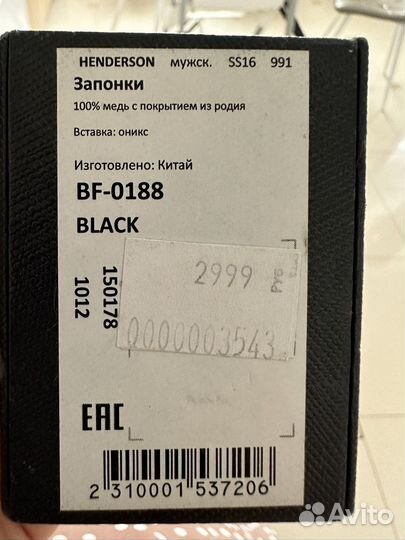 HENDERSON мужск. SS16 991
Запонки
100% медь с покрытием из родия
Вставка: оникс
Изготовлено: Китай
BF-0188
BLACK
150178
1012
2999
РУБ
0000003543
EAC
2 310001 537206
Avito